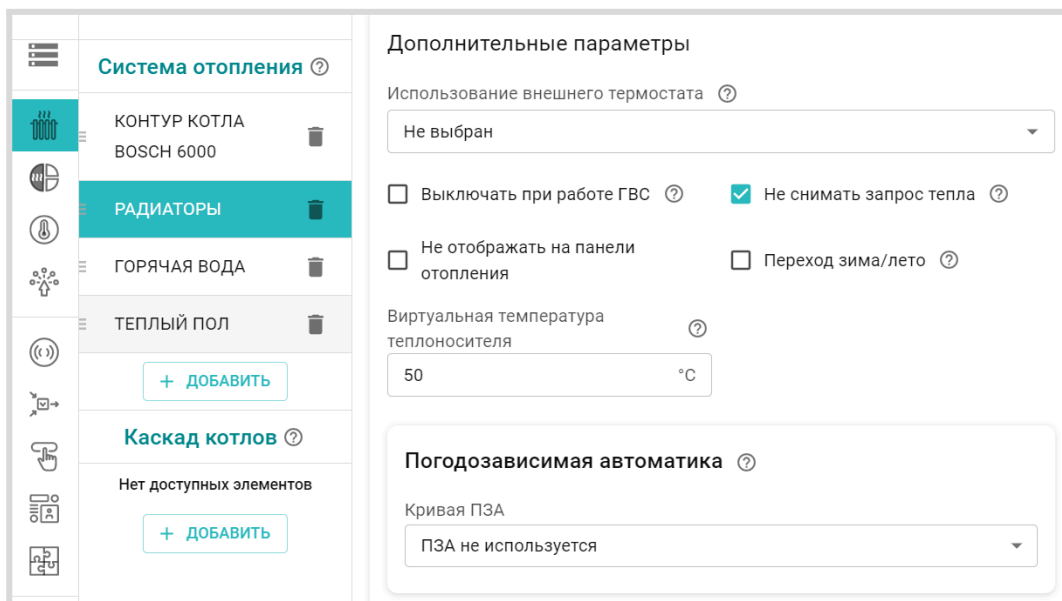 Система отопления
КОНТУР КОТЛА
BOSCH 6000
РАДИАТОРЫ
ГОРЯЧАЯ ВОДА
ТЕПЛЫЙ ПОЛ
+ ДОБАВИТЬ
Каскад котлов
Нет доступных элементов
+ ДОБАВИТЬ
Дополнительные параметры
Использование внешнего термостата
Не выбран
Выключать при работе ГВС
Не снимать запрос тепла
Не отображать на панели
отопления
Переход зима/лето
Виртуальная температура
теплоносителя
50 °C
Погодозависимая автоматика
Кривая ПЗА
ПЗА не используется